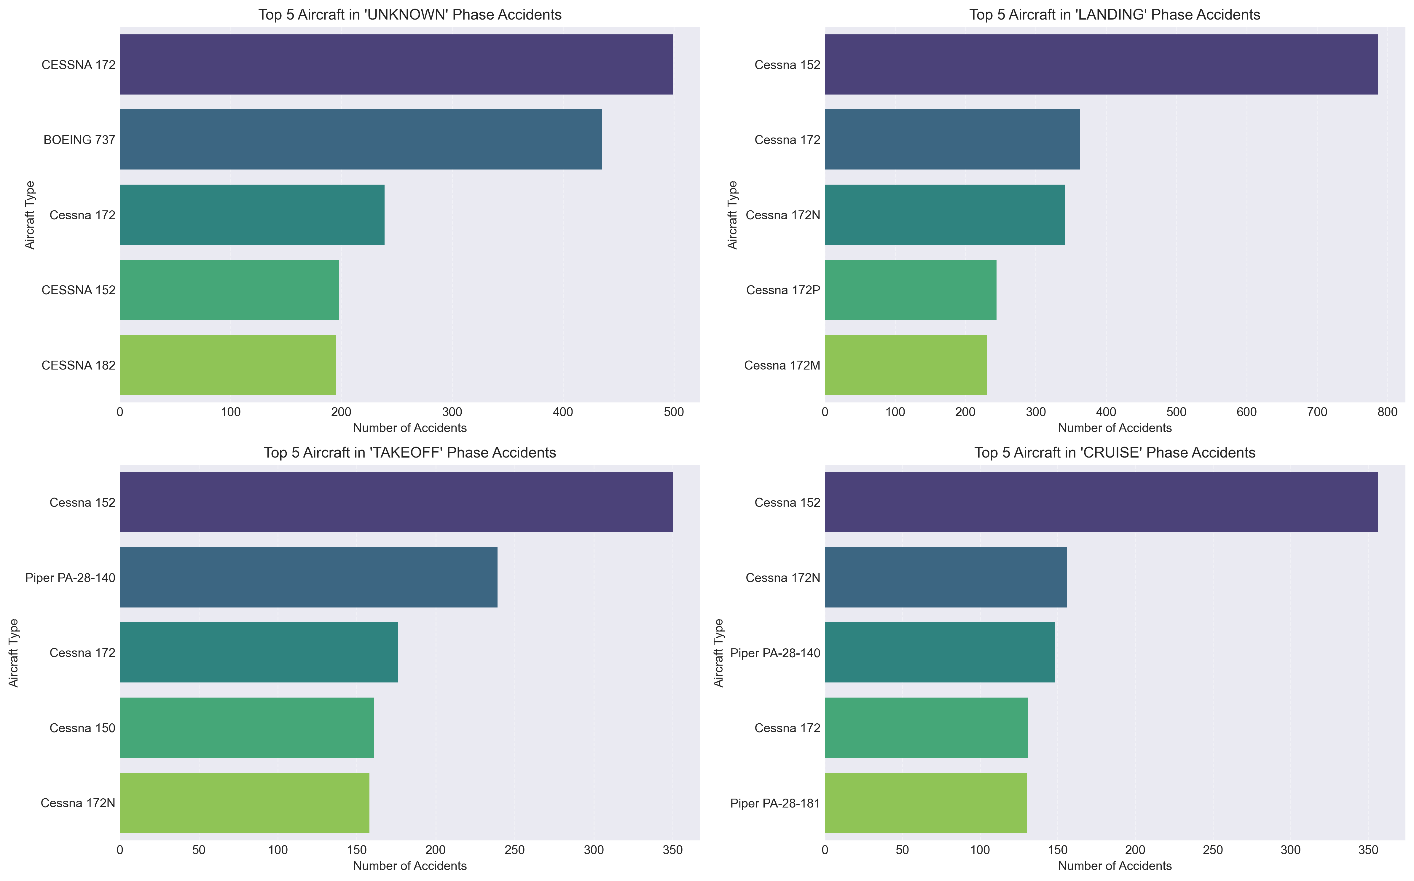 Top 5 Aircraft in 'UNKNOWN' Phase Accidents
Aircraft Type
CESSNA 172
BOEING 737
Cessna 172
CESSNA 152
CESSNA 182
0 100 200 300 400 500
Number of Accidents
Top 5 Aircraft in 'LANDING' Phase Accidents
Aircraft Type
Cessna 152
Cessna 172
Cessna 172N
Cessna 172P
Cessna 172M
0 100 200 300 400 500 600 700 800
Number of Accidents
Top 5 Aircraft in 'TAKEOFF' Phase Accidents
Aircraft Type
Cessna 152
Piper PA-28-140
Cessna 172
Cessna 150
Cessna 172N
0 50 100 150 200 250 300 350
Number of Accidents
Top 5 Aircraft in 'CRUISE' Phase Accidents
Aircraft Type
Cessna 152
Cessna 172N
Piper PA-28-140
Cessna 172
Piper PA-28-181
0 50 100 150 200 250 300 350
Number of Accidents